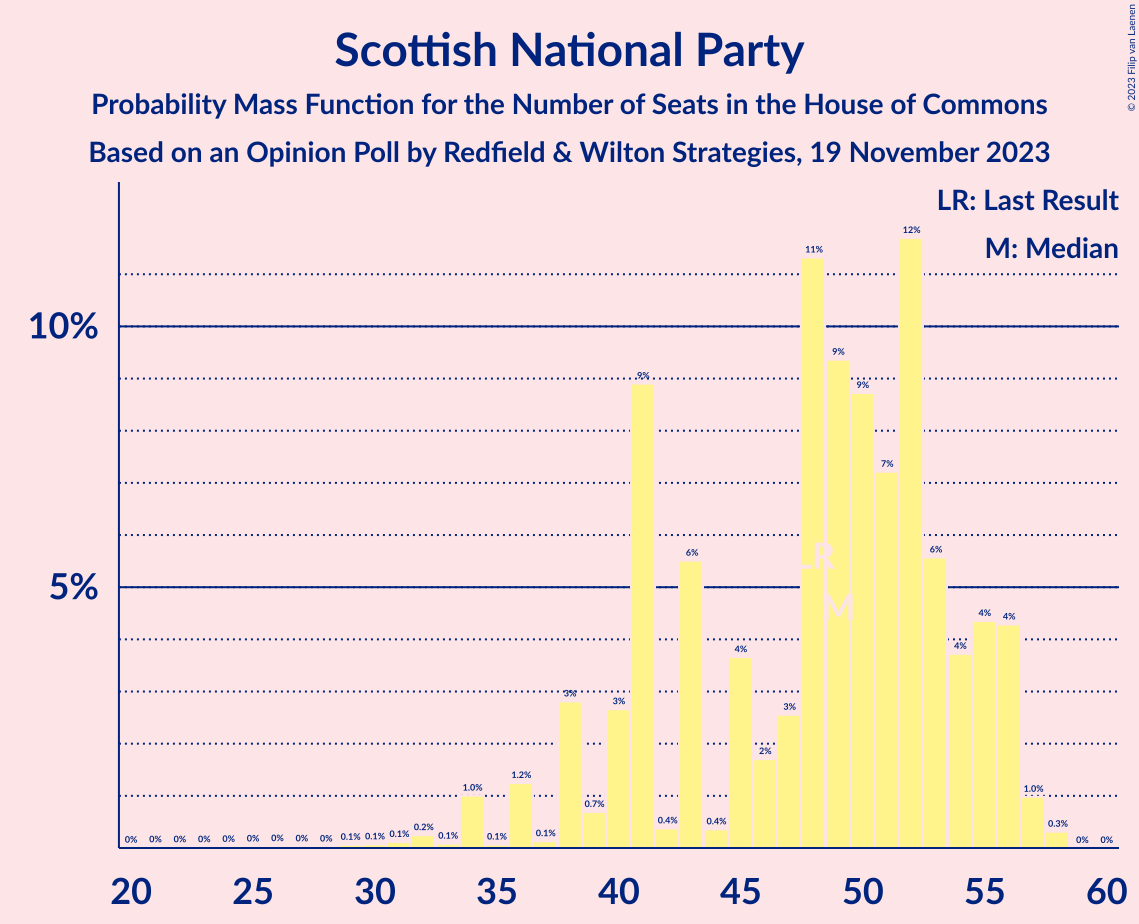 Scottish National Party
Probability Mass Function for the Number of Seats in the House of Commons
Based on an Opinion Poll by Redfield & Wilton Strategies, 19 November 2023
© 2023 Filip van Laenen
LR: Last Result
M: Median
10%
5%
0% 0% 0% 0% 0% 0% 0% 0% 0% 0.1% 0.1% 0.1% 0.2% 0.1% 1.0% 0.1% 1.2% 0.1% 3% 0.7% 3% 9% 0.4% 6% 0.4% 4% 2% 3% 11% 9% 9% 7% 12% 6% 4% 4% 4% 1.0% 0.3% 0% 0%
LR
M
20 25 30 35 40 45 50 55 60